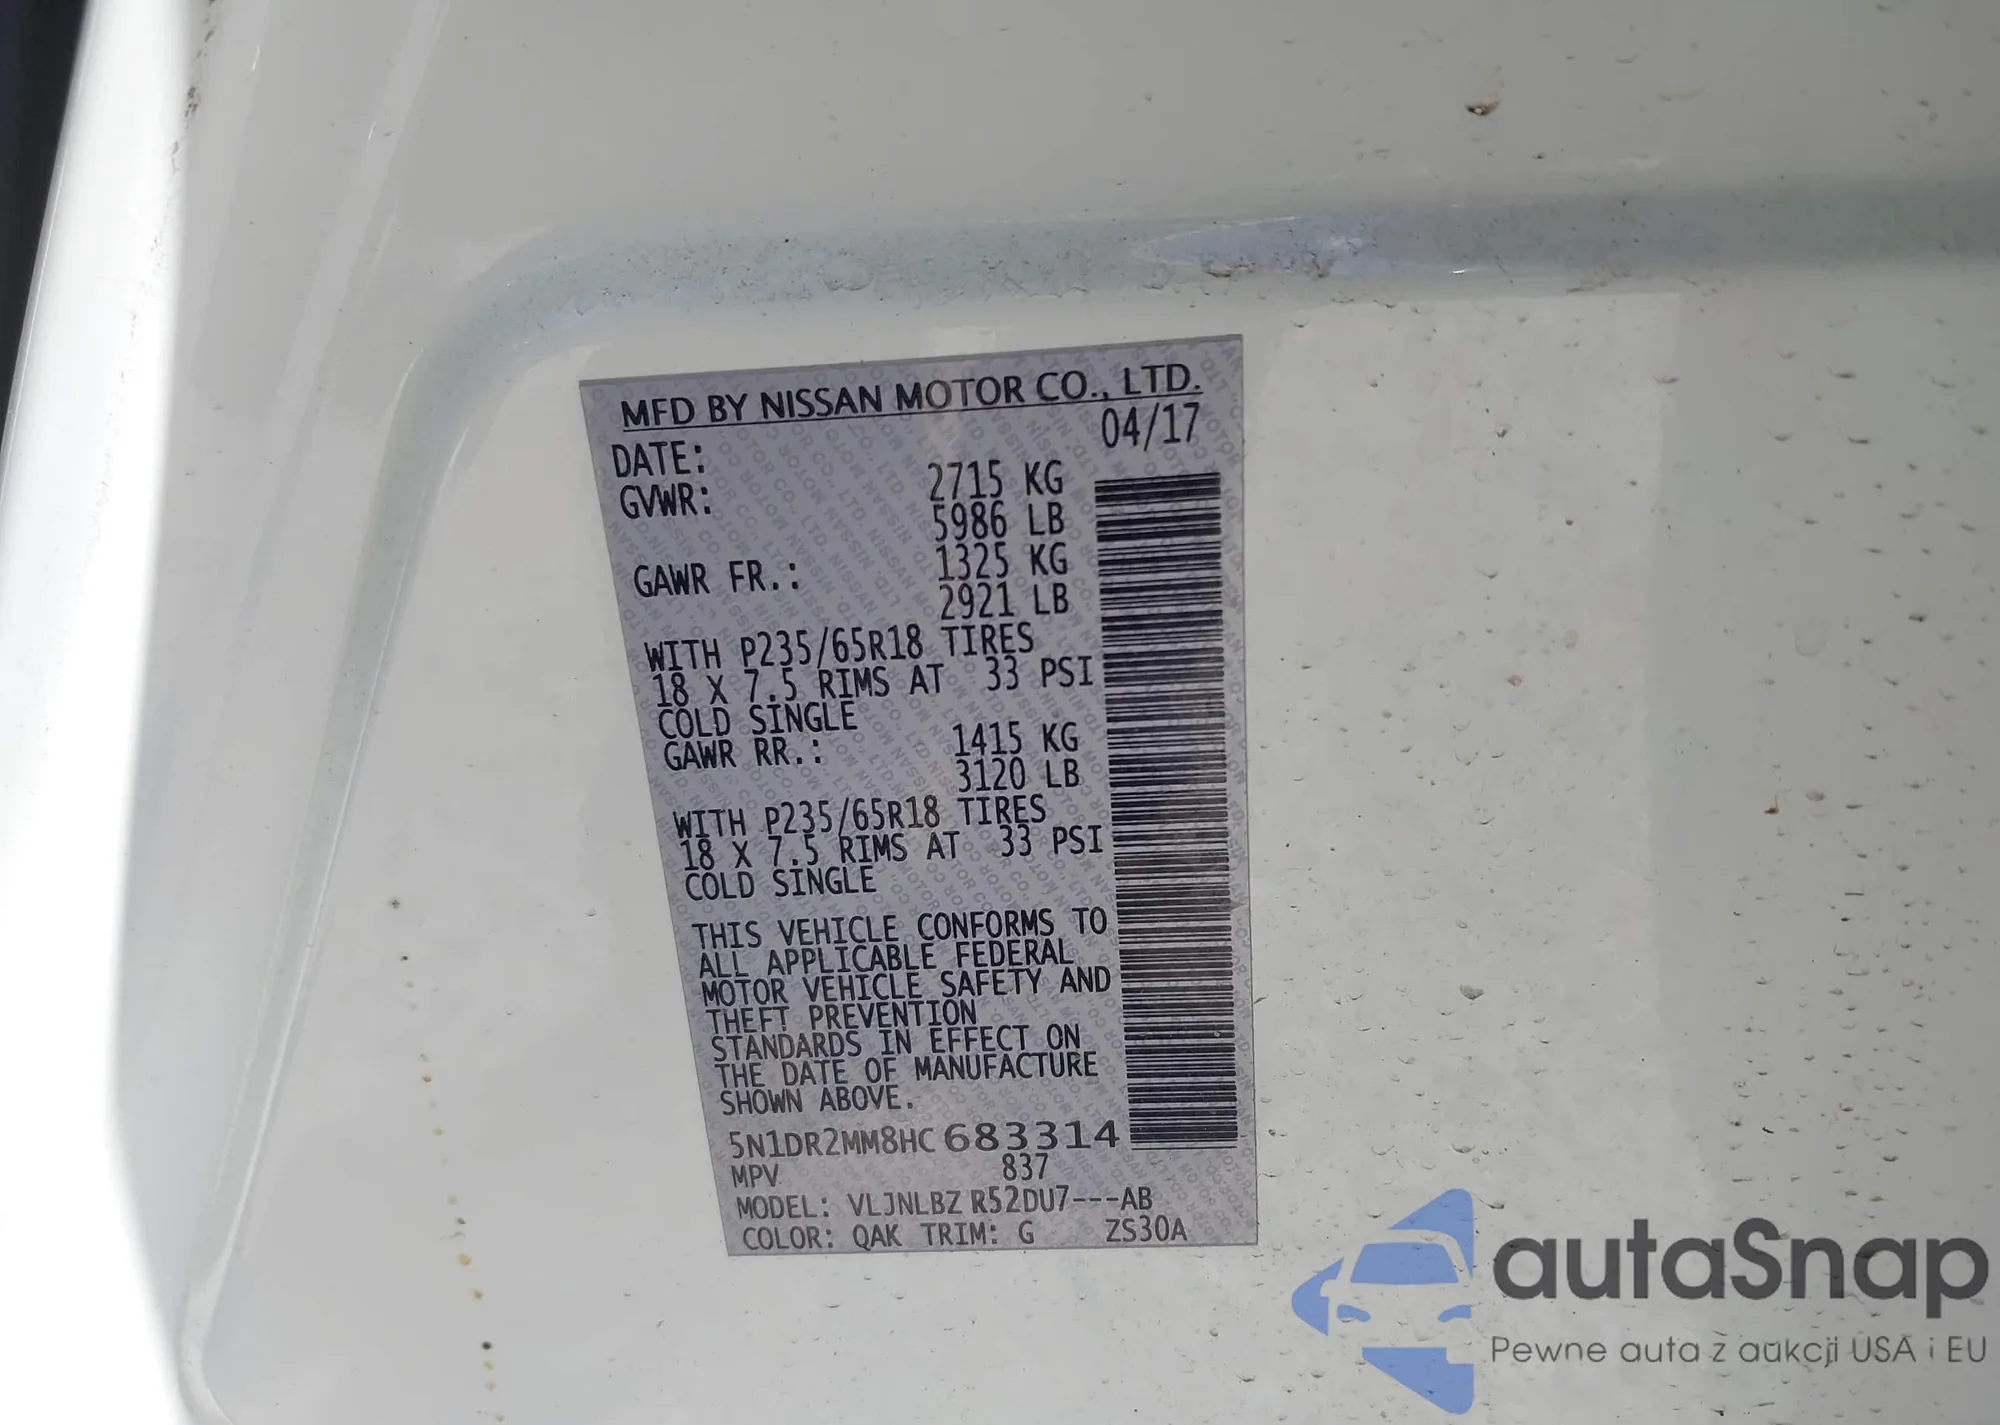 MFD BY NISSAN MOTOR CO., LTD.
DATE: 04/17
GVWR: 2715 KG
5986 LB
GAWR FR.: 1325 KG
2921 LB
WITH P235/65R18 TIRES
18 X 7.5 RIMS AT 33 PSI
COLD SINGLE
GAWR RR.: 1415 KG
3120 LB
WITH P235/65R18 TIRES
18 X 7.5 RIMS AT 33 PSI
COLD SINGLE
THIS VEHICLE CONFORMS TO
ALL APPLICABLE FEDERAL
MOTOR VEHICLE SAFETY AND
THEFT PREVENTION
STANDARDS IN EFFECT ON
THE DATE OF MANUFACTURE
SHOWN ABOVE.
5N1DR2MM8HC 683314
MPV 837
MODEL: VLJNLBZ R52DU7---AB
COLOR: QAK TRIM: G ZS30A
autaSnap
Pewne auta z aukcji USA i EU